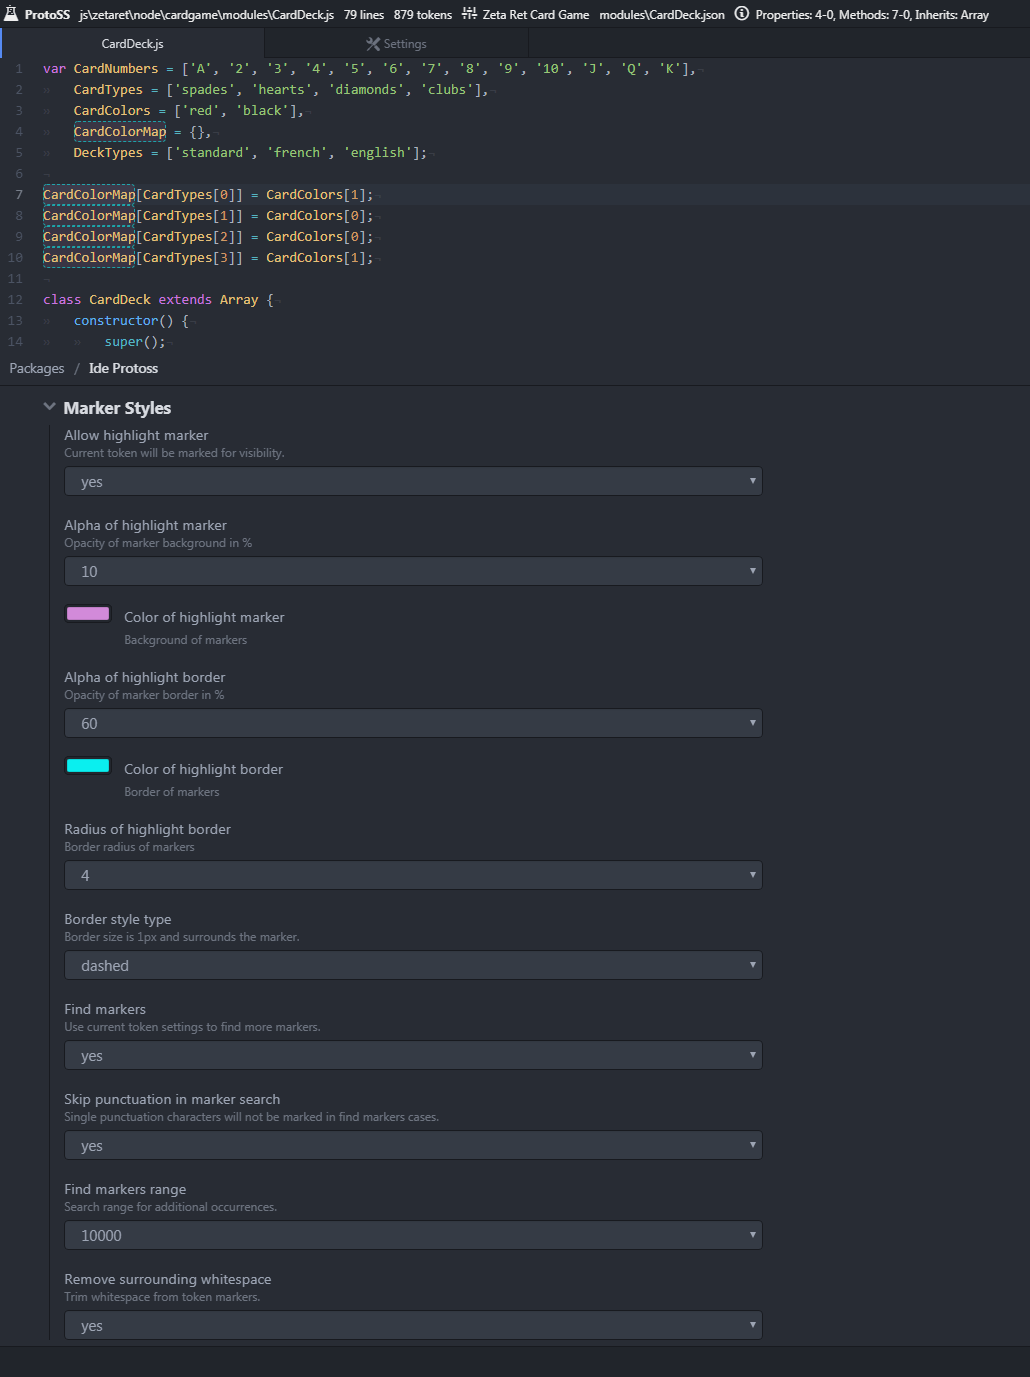 ProtoSS js\zetaret\node\cardgame\modules\CardDeck.js 79 lines 879 tokens Zeta Ret Card Game modules\CardDeck.json Properties: 4-0, Methods: 7-0, Inherits: Array
CardDeck.js Settings
1 var CardNumbers = ['A', '2', '3', '4', '5', '6', '7', '8', '9', '10', 'J', 'Q', 'K'],
2 CardTypes = ['spades', 'hearts', 'diamonds', 'clubs'],
3 CardColors = ['red', 'black'],
4 CardColorMap = {},
5 DeckTypes = ['standard', 'french', 'english'];
6
7 CardColorMap[CardTypes[0]] = CardColors[1];
8 CardColorMap[CardTypes[1]] = CardColors[0];
9 CardColorMap[CardTypes[2]] = CardColors[0];
10 CardColorMap[CardTypes[3]] = CardColors[1];
11
12 class CardDeck extends Array {
13 constructor() {
14 super();
Packages / Ide Protoss
Marker Styles
Allow highlight marker
Current token will be marked for visibility.
yes
Alpha of highlight marker
Opacity of marker background in %
10
Color of highlight marker
Background of markers
Alpha of highlight border
Opacity of marker border in %
60
Color of highlight border
Border of markers
Radius of highlight border
Border radius of markers
4
Border style type
Border size is 1px and surrounds the marker.
dashed
Find markers
Use current token settings to find more markers.
yes
Skip punctuation in marker search
Single punctuation characters will not be marked in find markers cases.
yes
Find markers range
Search range for additional occurrences.
10000
Remove surrounding whitespace
Trim whitespace from token markers.
yes